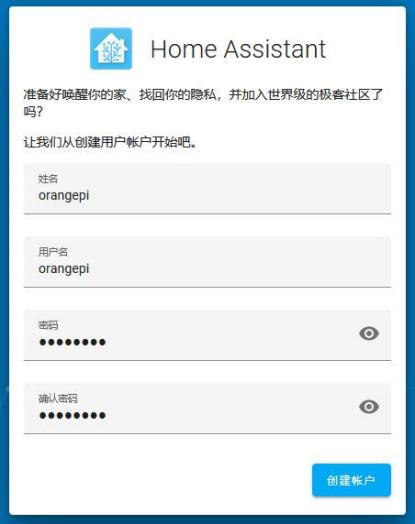 Home Assistant
准备好唤醒你的家、找回你的隐私，并加入世界级的极客社区了
吗？
让我们从创建用户帐户开始吧。
姓名
orangepi
用户名
orangepi
密码
●●●●●●●●
确认密码
●●●●●●●●
创建帐户